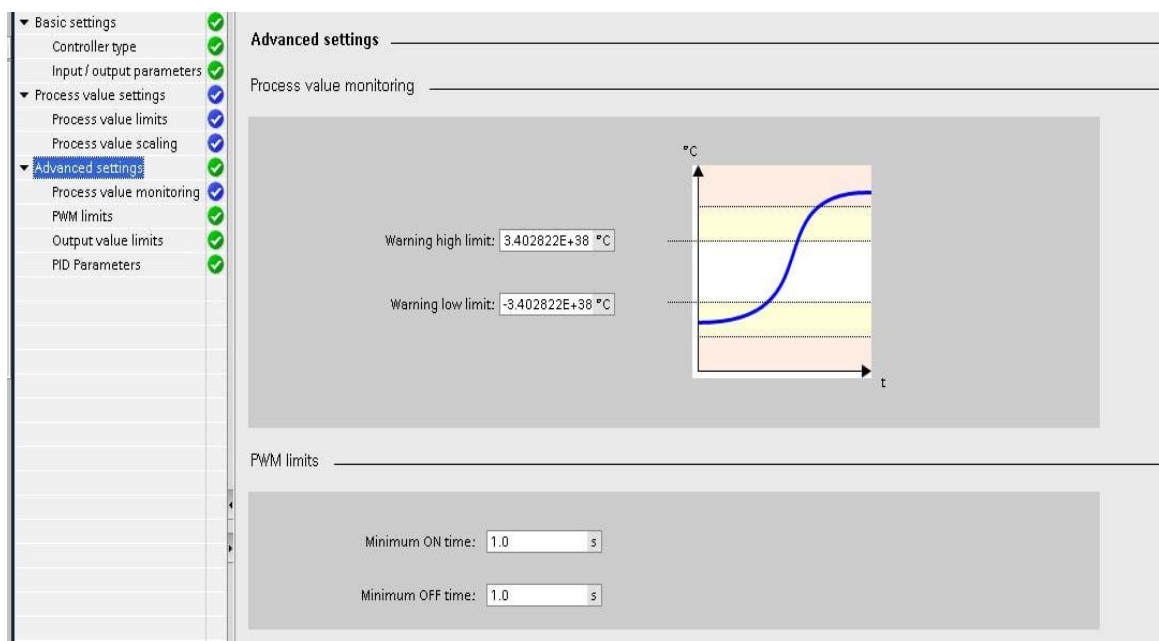 Basic settings
Controller type
Input / output parameters
Process value settings
Process value limits
Process value scaling
Advanced settings
Process value monitoring
PWM limits
Output value limits
PID Parameters
Advanced settings
Process value monitoring
°C
Warning high limit: 3.402822E+38 °C
Warning low limit: -3.402822E+38 °C
t
PWM limits
Minimum ON time: 1.0 s
Minimum OFF time: 1.0 s